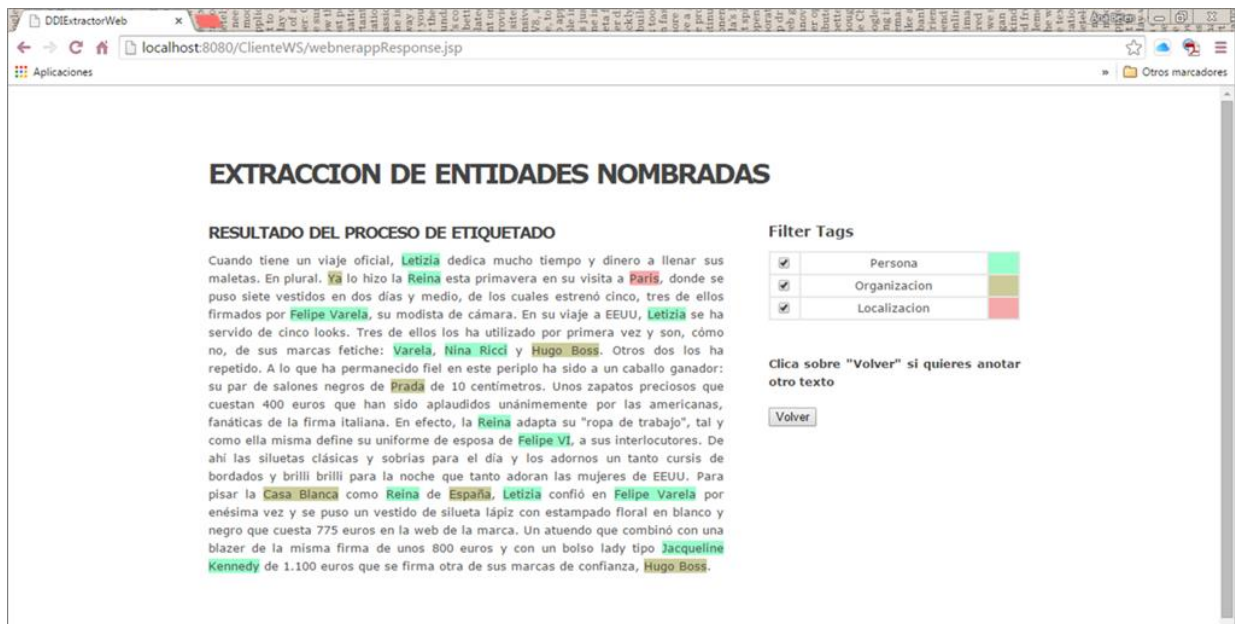 DDIExtractorWeb
localhost:8080/ClienteWS/webnerappResponse.jsp
Aplicaciones
» Otros marcadores
EXTRACCION DE ENTIDADES NOMBRADAS
RESULTADO DEL PROCESO DE ETIQUETADO
Cuando tiene un viaje oficial, Letizia dedica mucho tiempo y dinero a llenar sus
maletas. En plural. Ya lo hizo la Reina esta primavera en su visita a Paris, donde se
puso siete vestidos en dos días y medio, de los cuales estrenó cinco, tres de ellos
firmados por Felipe Varela, su modista de cámara. En su viaje a EEUU, Letizia se ha
servido de cinco looks. Tres de ellos los ha utilizado por primera vez y son, cómo
no, de sus marcas fetiche: Varela, Nina Ricci y Hugo Boss. Otros dos los ha
repetido. A lo que ha permanecido fiel en este periplo ha sido a un caballo ganador:
su par de salones negros de Prada de 10 centímetros. Unos zapatos preciosos que
cuestan 400 euros que han sido aplaudidos unánimemente por las americanas,
fanáticas de la firma italiana. En efecto, la Reina adapta su "ropa de trabajo", tal y
como ella misma define su uniforme de esposa de Felipe VI, a sus interlocutores. De
ahí las siluetas clásicas y sobrias para el día y los adornos un tanto cursis de
bordados y brilli brilli para la noche que tanto adoran las mujeres de EEUU. Para
pisar la Casa Blanca como Reina de España, Letizia confió en Felipe Varela por
enésima vez y se puso un vestido de silueta lápiz con estampado floral en blanco y
negro que cuesta 775 euros en la web de la marca. Un atuendo que combinó con una
blazer de la misma firma de unos 800 euros y con un bolso lady tipo Jacqueline
Kennedy de 1.100 euros que se firma otra de sus marcas de confianza, Hugo Boss.
Filter Tags
Persona
Organizacion
Localizacion
Clica sobre "Volver" si quieres anotar
otro texto
Volver